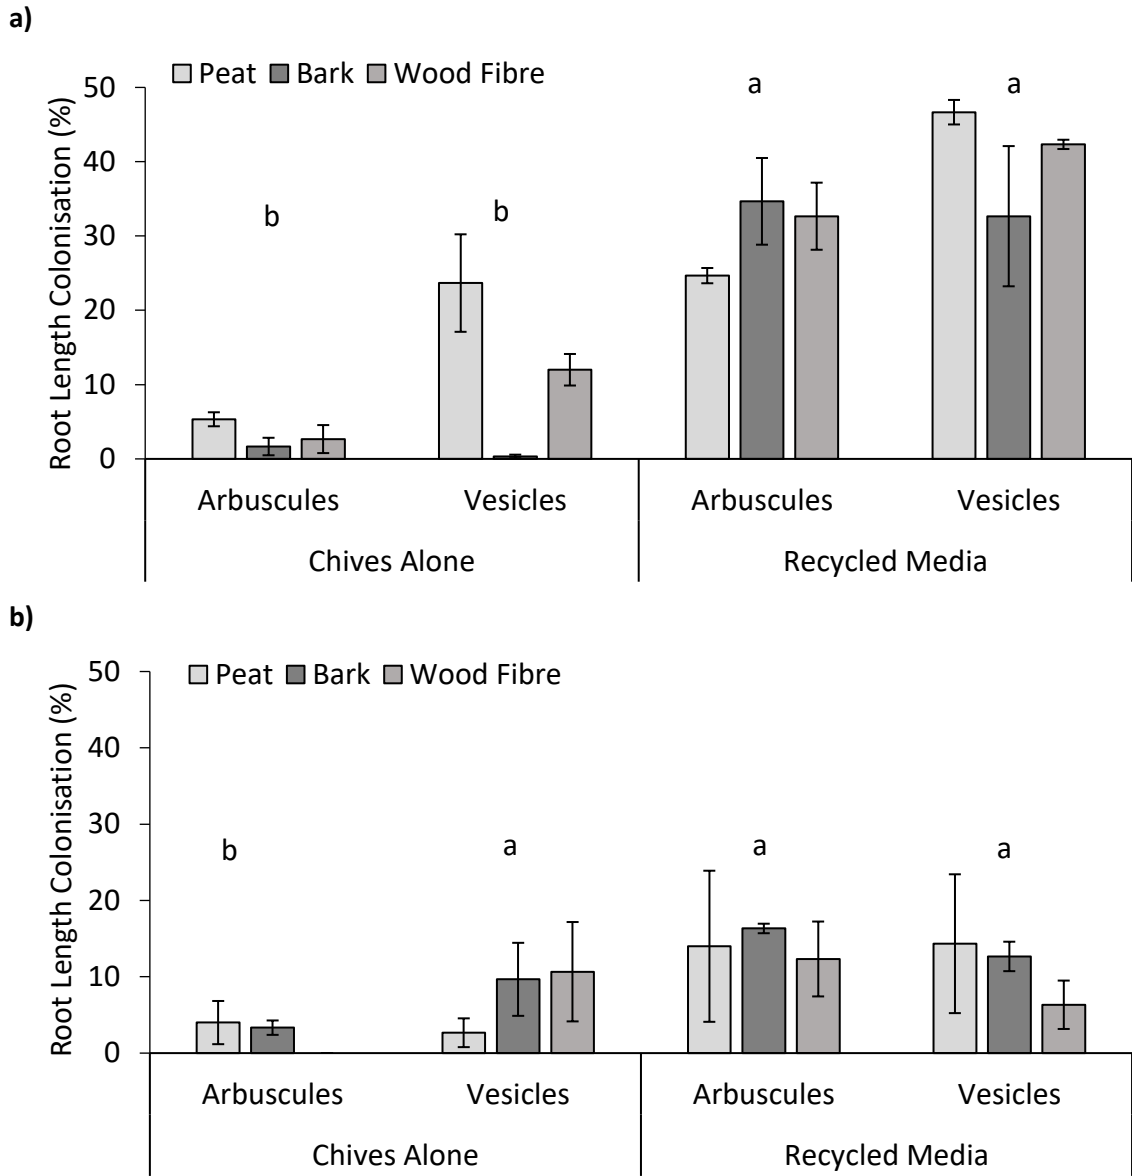 a)
Peat Bark Wood Fibre
Root Length Colonisation (%)
50
40
30
20
10
0
b
b
a
a
Arbuscules Vesicles Arbuscules Vesicles
Chives Alone Recycled Media
b)
Peat Bark Wood Fibre
Root Length Colonisation (%)
50
40
30
20
10
0
b
a
a
a
Arbuscules Vesicles Arbuscules Vesicles
Chives Alone Recycled Media